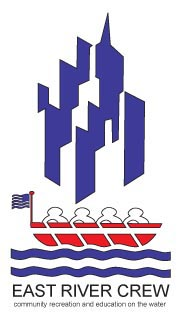 EAST RIVER CREW
community recreation and education on the water